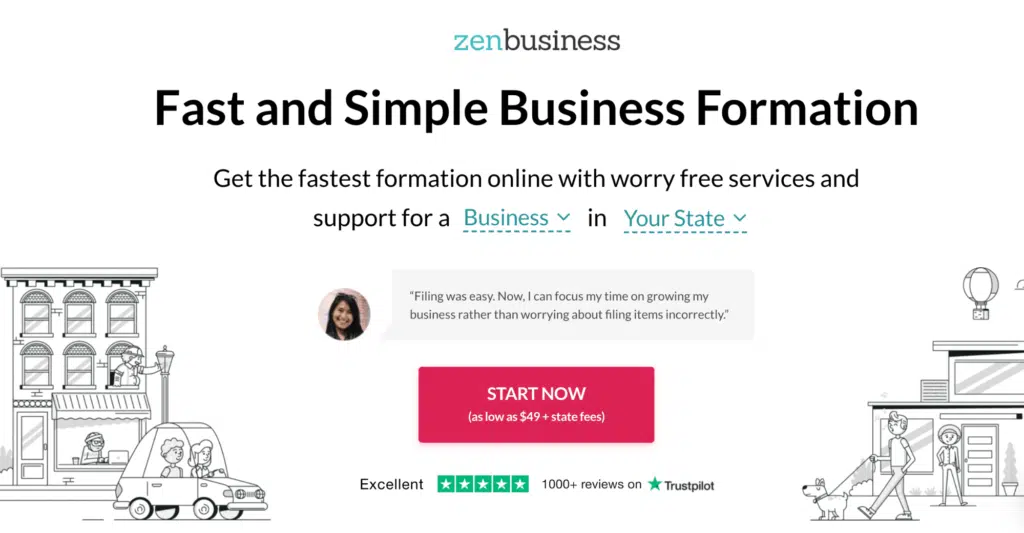 zenbusiness
Fast and Simple Business Formation
Get the fastest formation online with worry free services and
support for a Business in Your State
“Filing was easy. Now, I can focus my time on growing my
business rather than worrying about filing items incorrectly.”
START NOW
(as low as $49 + state fees)
Excellent 1000+ reviews on Trustpilot